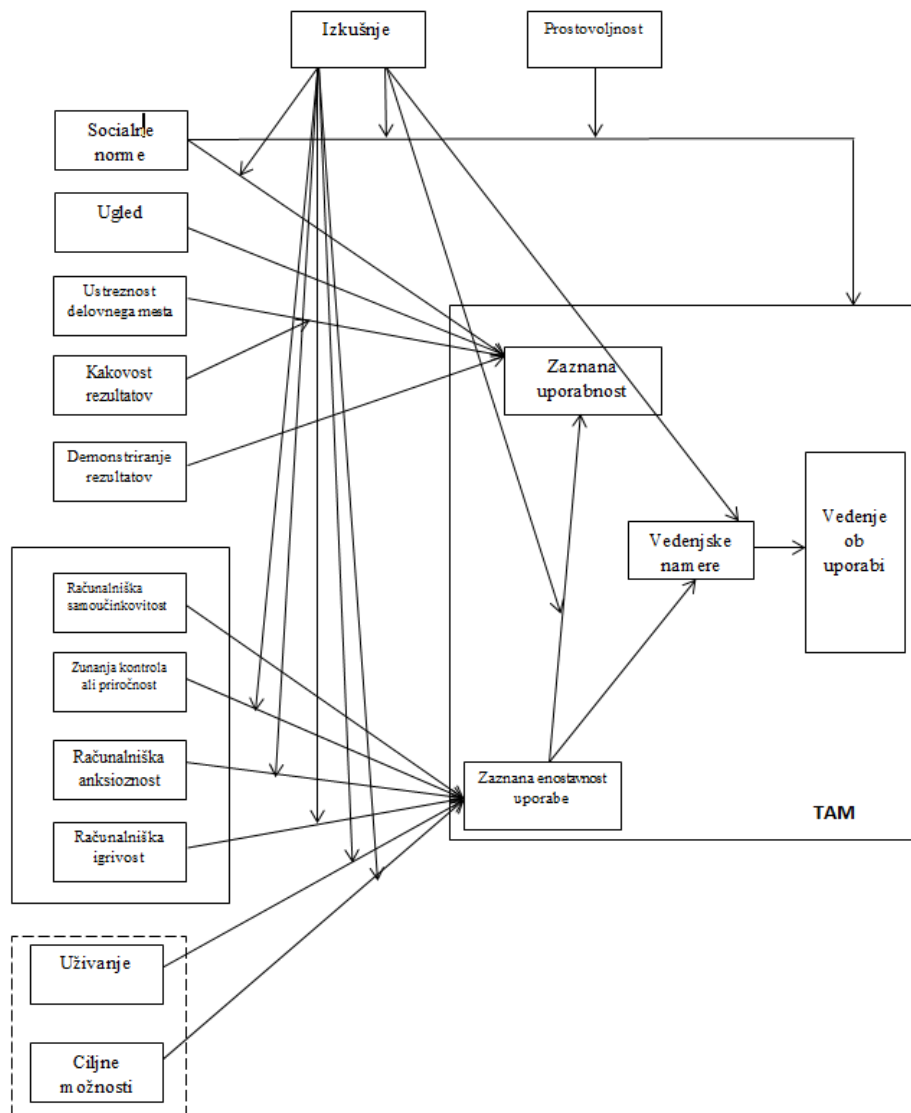 Izkušnje
Prostovoljnost
Socialne
norme
Ugled
Ustreznost
delovnega mesta
Kakovost
rezultatov
Demonstriranje
rezultatov
Zaznana
uporabnost
Vedenjske
namere
Vedenje
ob
uporabi
Računalniška
samoučinkovitost
Zunanja kontrola
ali priročnost
Računalniška
anksioznost
Računalniška
igrivost
Zaznana enostavnost
uporabe
TAM
Uživanje
Ciljne
možnosti